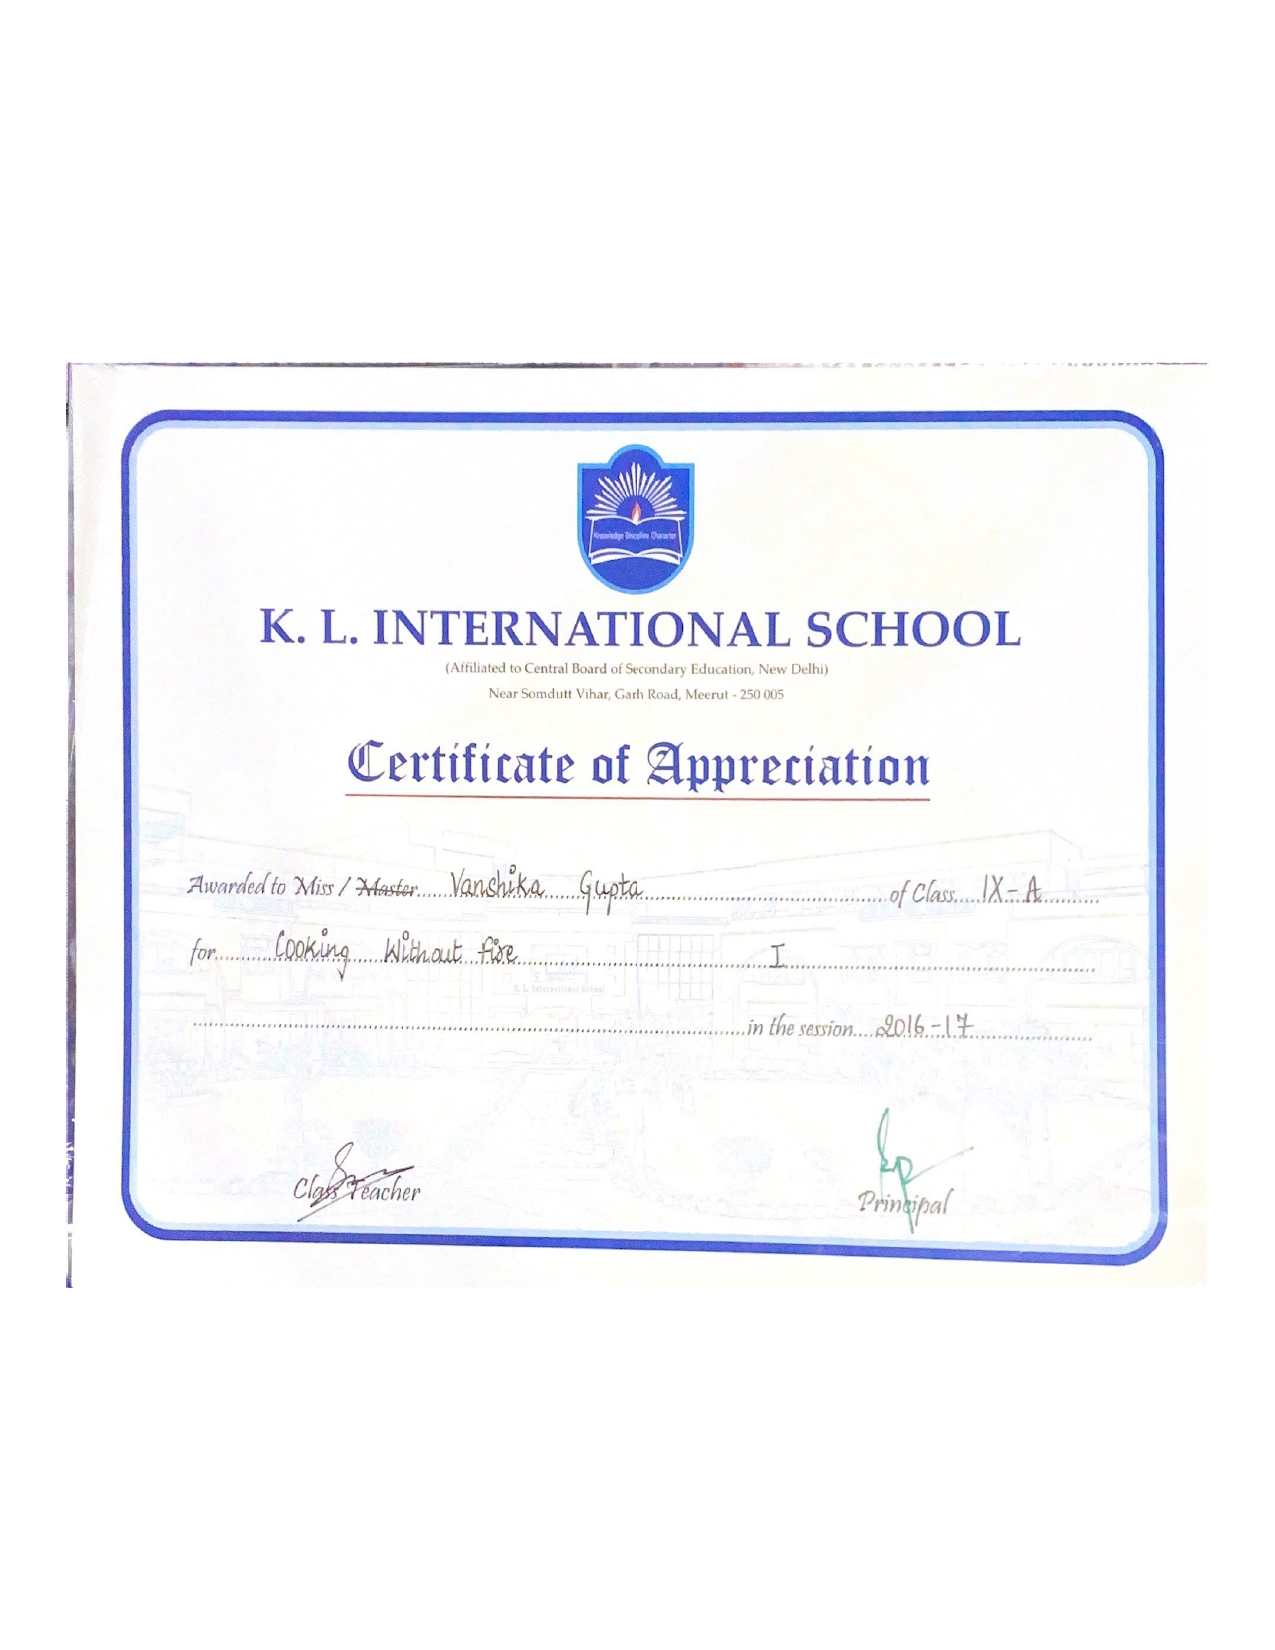 Knowledge Discipline Character
K. L. INTERNATIONAL SCHOOL
(Affiliated to Central Board of Secondary Education, New Delhi)
Near Somdutt Vihar, Garh Road, Meerut - 250 005
Certificate of Appreciation
Awarded to Miss / Master Vanshika Gupta of Class IX-A
for Cooking Without fire I
K. L. International School
in the session 2016-17
Class Teacher
Principal